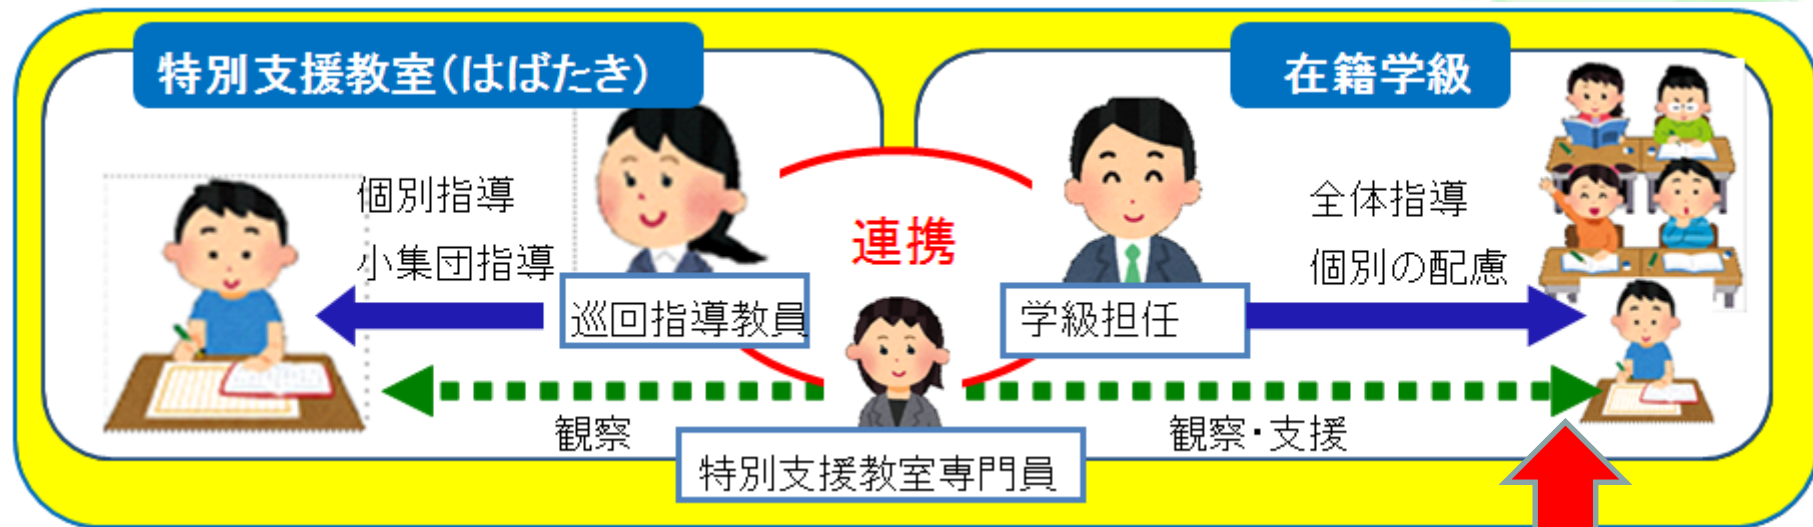 特別支援教室(はばたき)
在籍学級
個別指導
小集団指導
連携
全体指導
個別の配慮
巡回指導教員
学級担任
観察
観察・支援
特別支援教室専門員